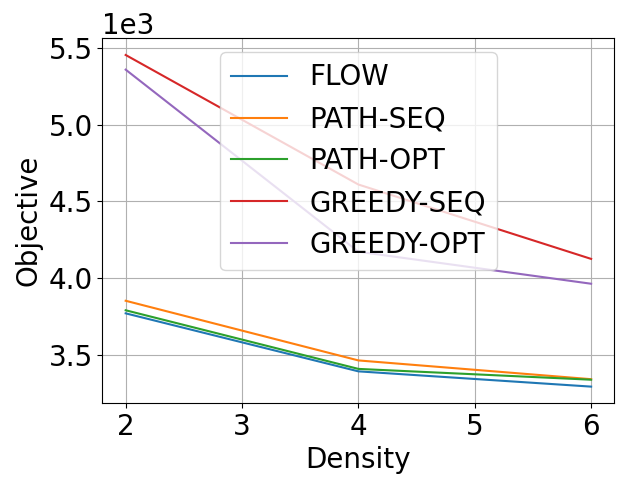 1e3
5.5
5.0
4.5
4.0
3.5
Objective
FLOW
PATH-SEQ
PATH-OPT
GREEDY-SEQ
GREEDY-OPT
2 3 4 5 6
Density